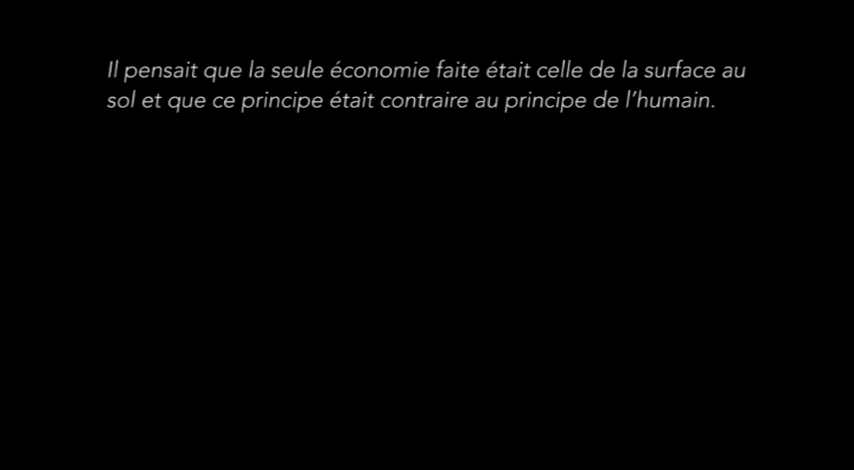 Il pensait que la seule économie faite était celle de la surface au
sol et que ce principe était contraire au principe de l’humain.